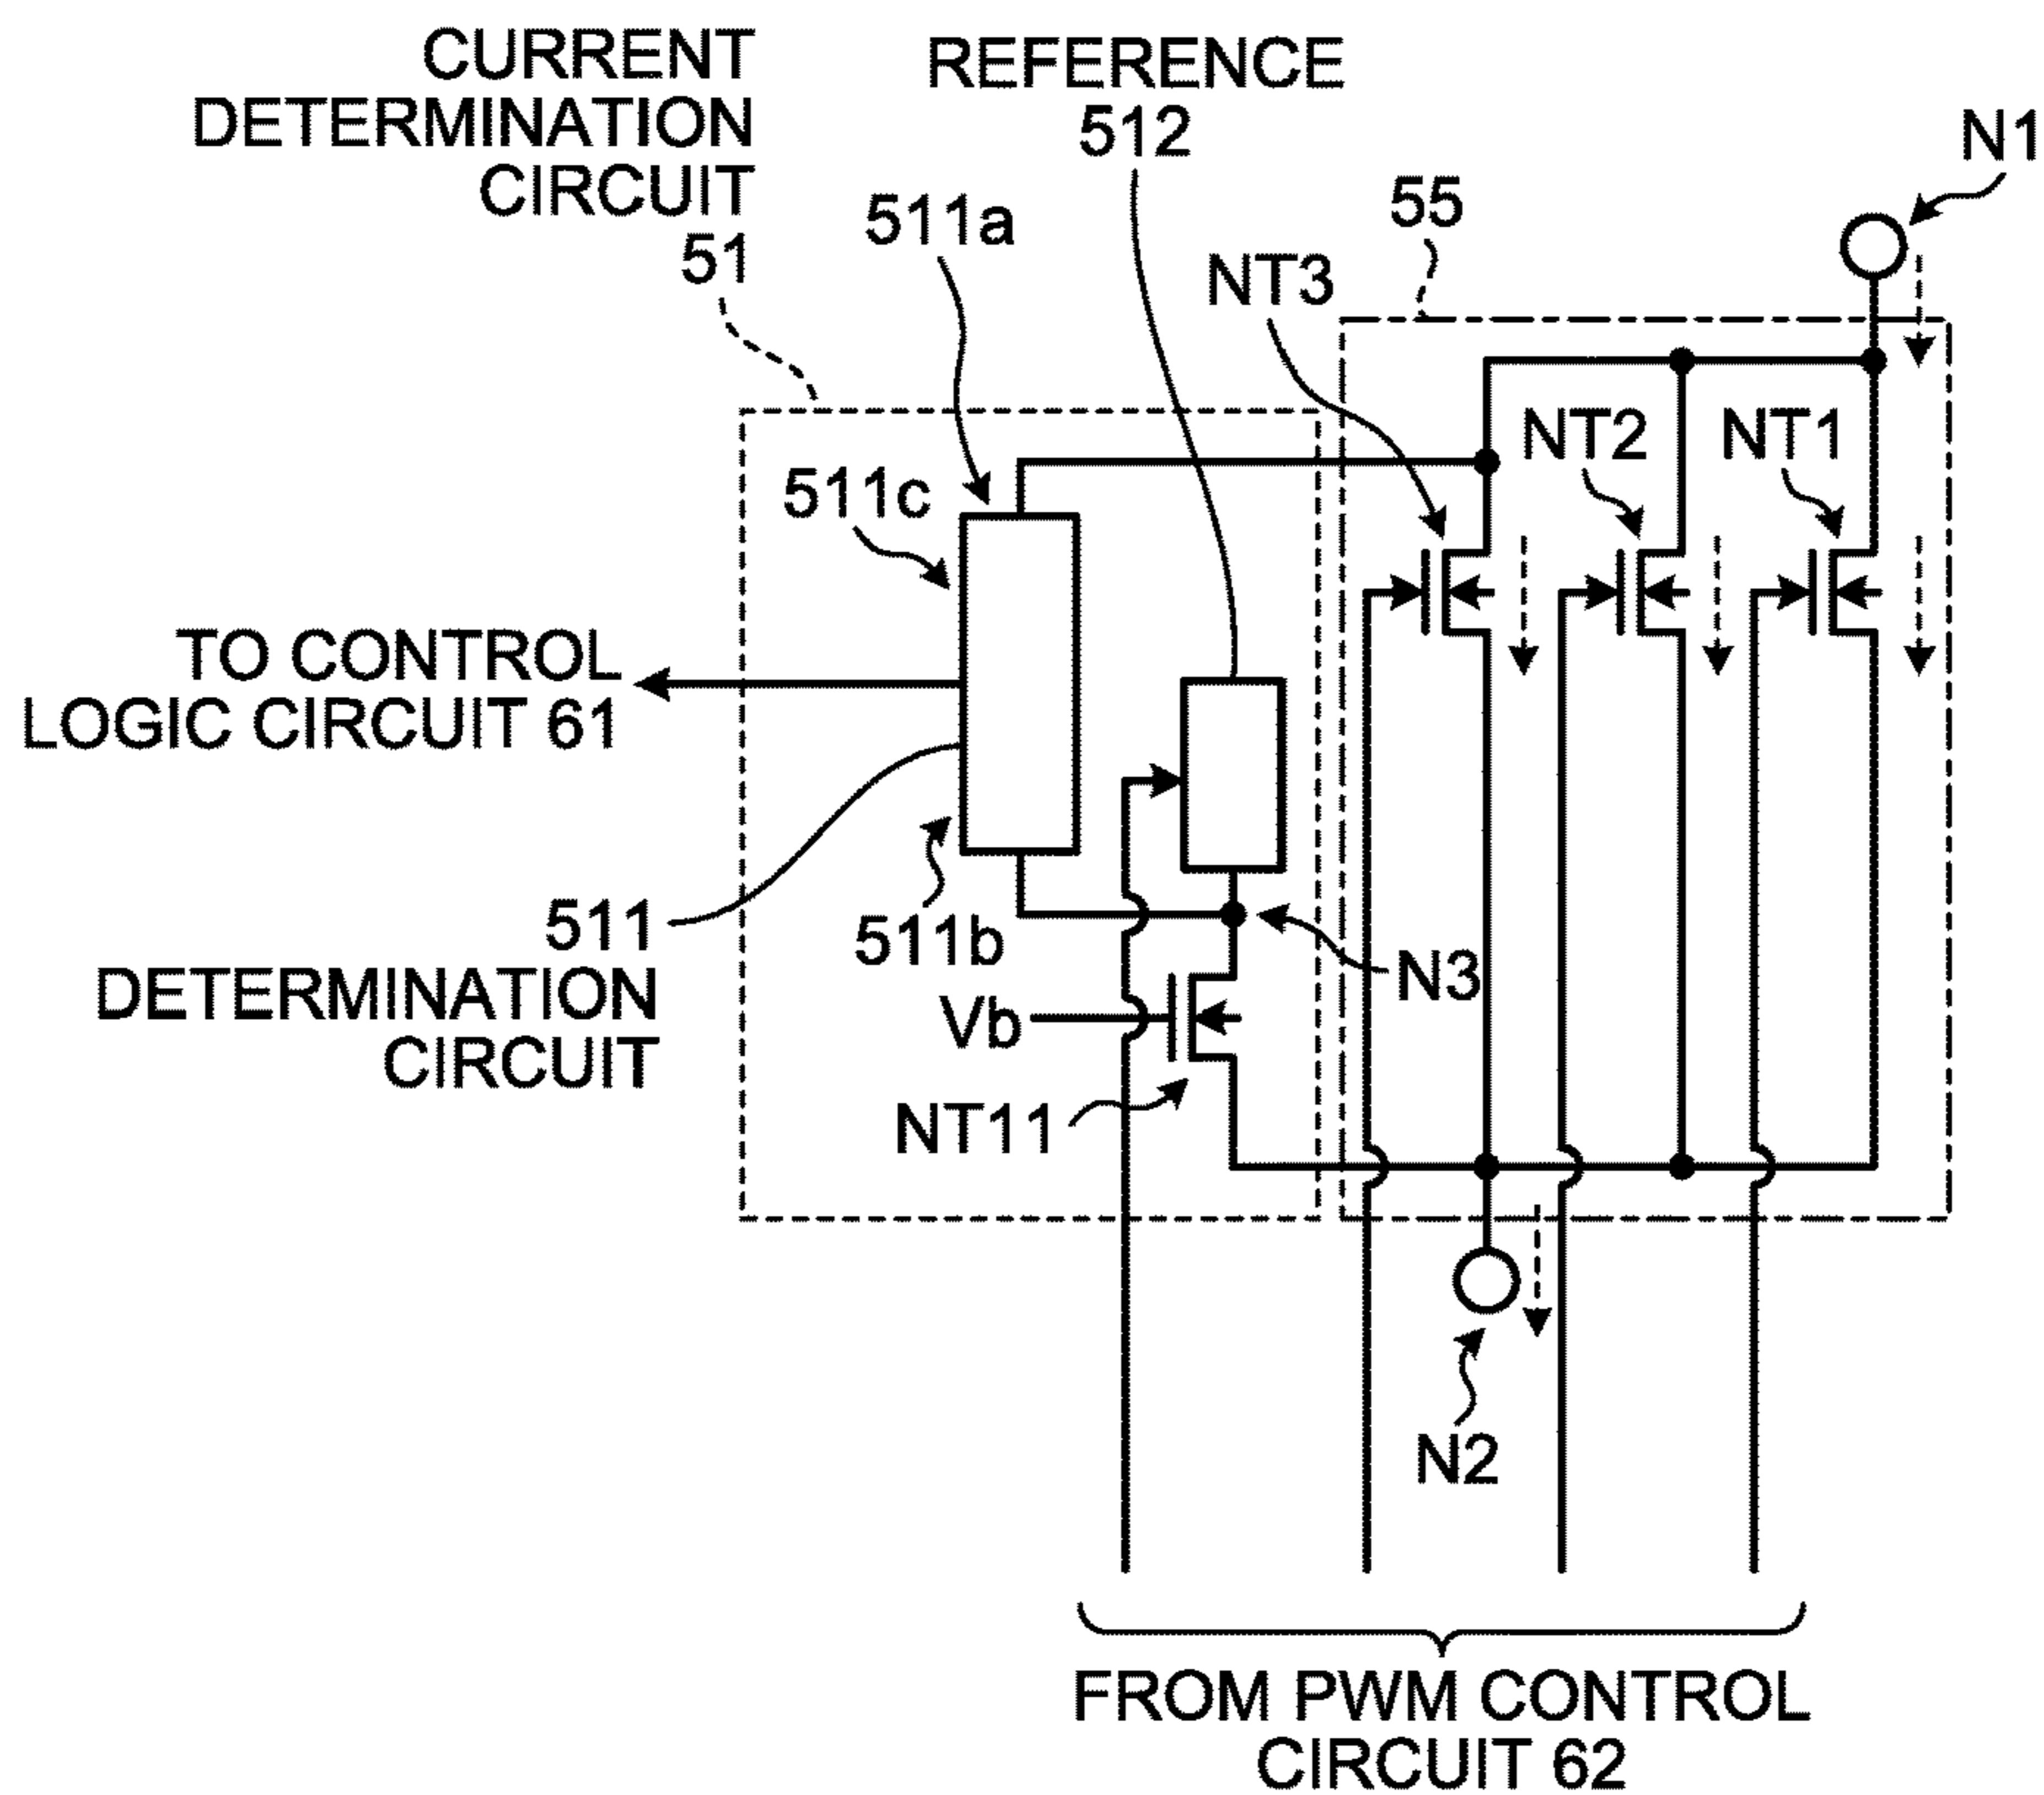 CURRENT
DETERMINATION
CIRCUIT
51
REFERENCE
512
N1
511a
55
NT3
511c
NT2
NT1
TO CONTROL
LOGIC CIRCUIT 61
511
DETERMINATION
CIRCUIT
511b
N3
Vb
NT11
N2
FROM PWM CONTROL
CIRCUIT 62